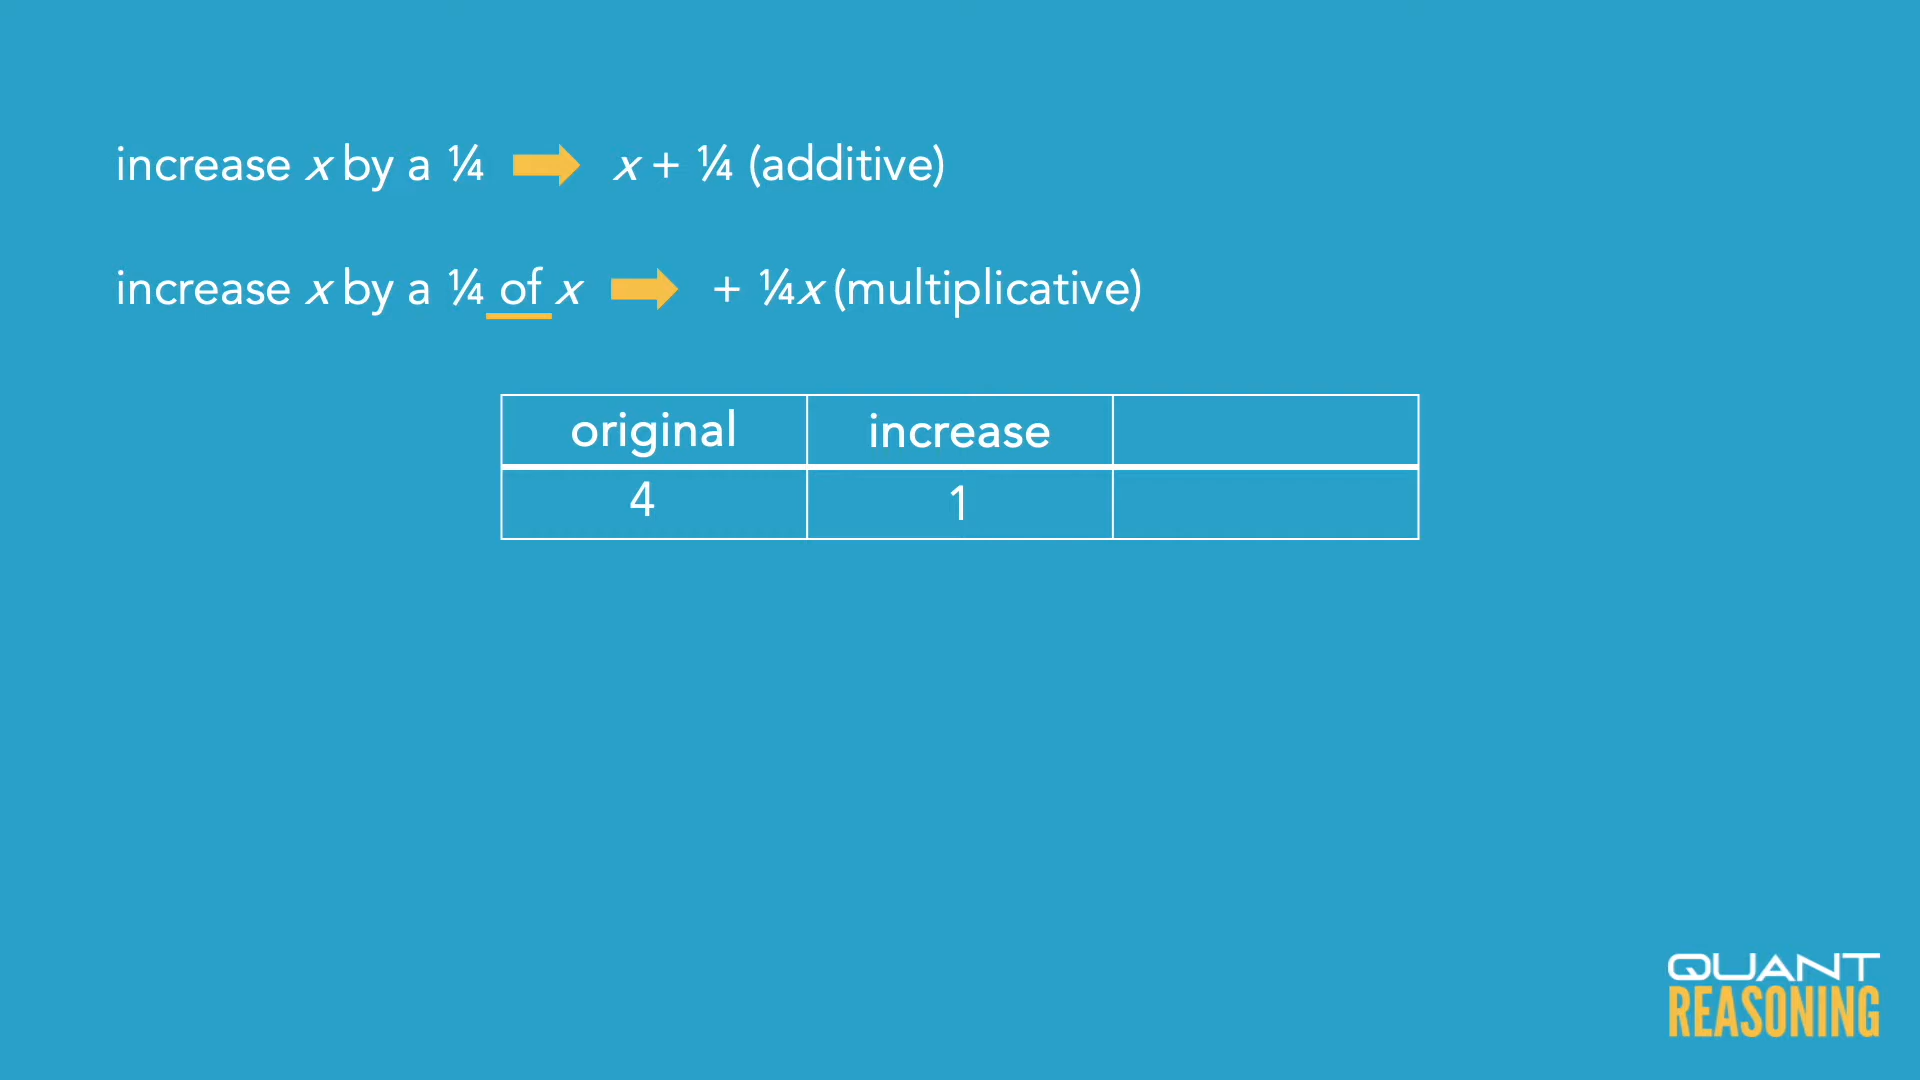 increase x by a ¼ x + ¼ (additive)
increase x by a ¼ of x + ¼x (multiplicative)
original increase
4 1
QUANT
REASONING